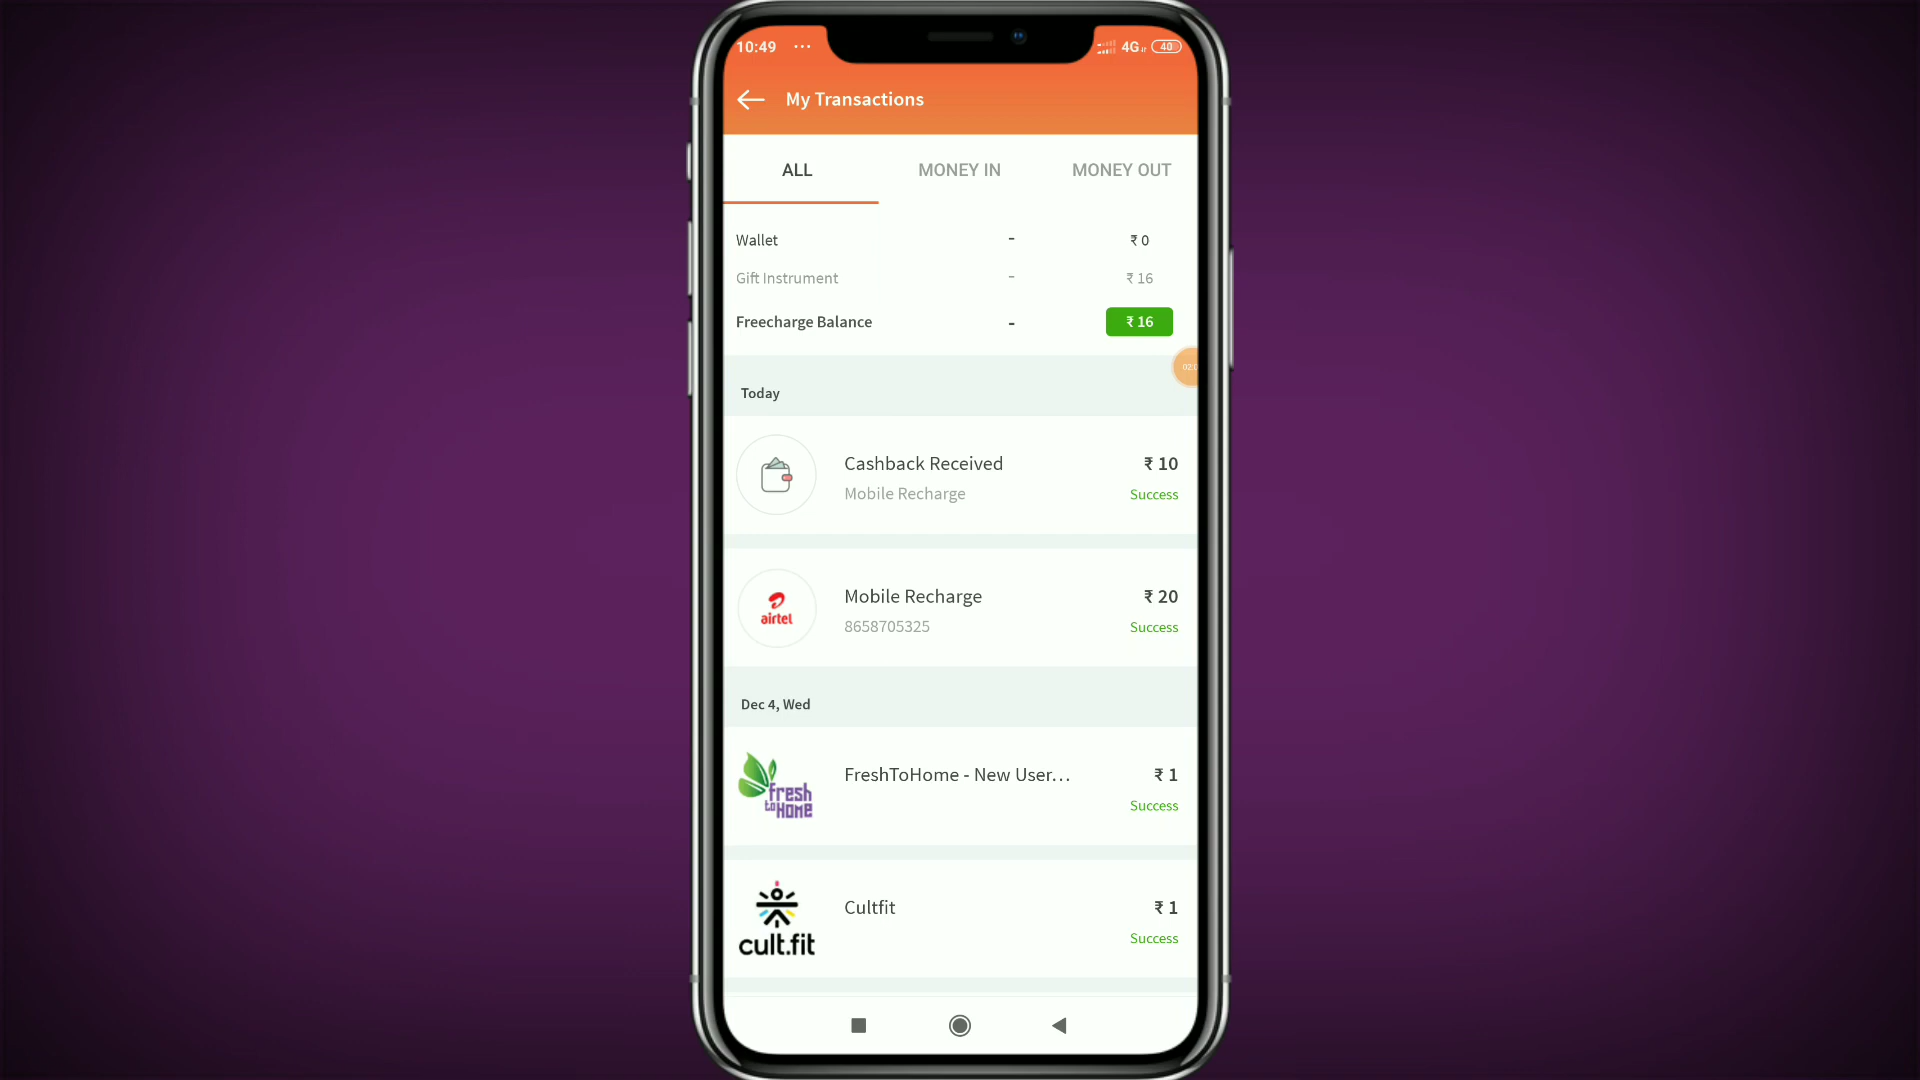 10:49 ... 4G 40
My Transactions
ALL MONEY IN MONEY OUT
Wallet - ₹ 0
Gift Instrument - ₹ 16
Freecharge Balance - ₹ 16
Today
Cashback Received ₹ 10
Mobile Recharge Success
airtel
Mobile Recharge ₹ 20
8658705325 Success
Dec 4, Wed
fresh
to HOME
FreshToHome - New User... ₹ 1
Success
cult.fit
Cultfit ₹ 1
Success